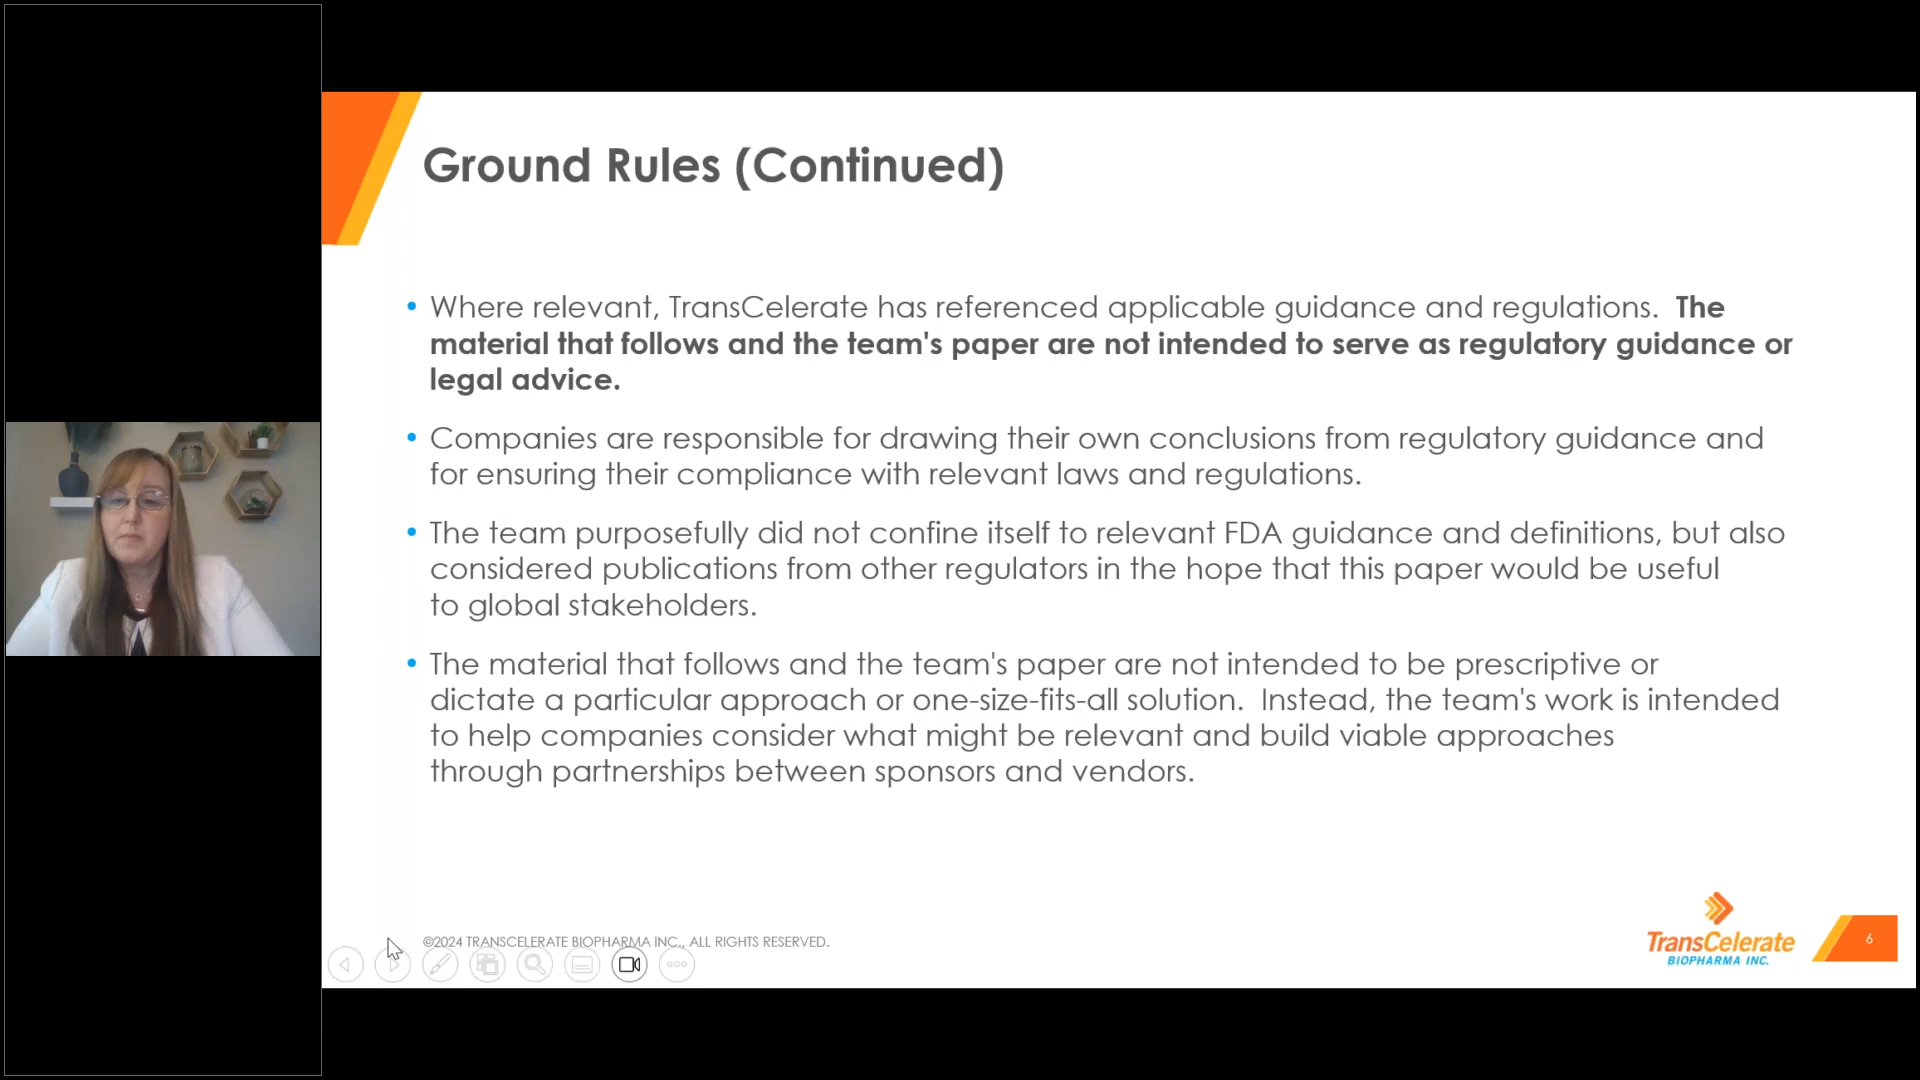 Ground Rules (Continued)
• Where relevant, TransCelerate has referenced applicable guidance and regulations.  The
material that follows and the team's paper are not intended to serve as regulatory guidance or
legal advice.
• Companies are responsible for drawing their own conclusions from regulatory guidance and
for ensuring their compliance with relevant laws and regulations.
• The team purposefully did not confine itself to relevant FDA guidance and definitions, but also
considered publications from other regulators in the hope that this paper would be useful
to global stakeholders.
• The material that follows and the team's paper are not intended to be prescriptive or
dictate a particular approach or one-size-fits-all solution.  Instead, the team's work is intended
to help companies consider what might be relevant and build viable approaches
through partnerships between sponsors and vendors.
©2024 TRANSCELERATE BIOPHARMA INC., ALL RIGHTS RESERVED.
TransCelerate
BIOPHARMA INC.
6